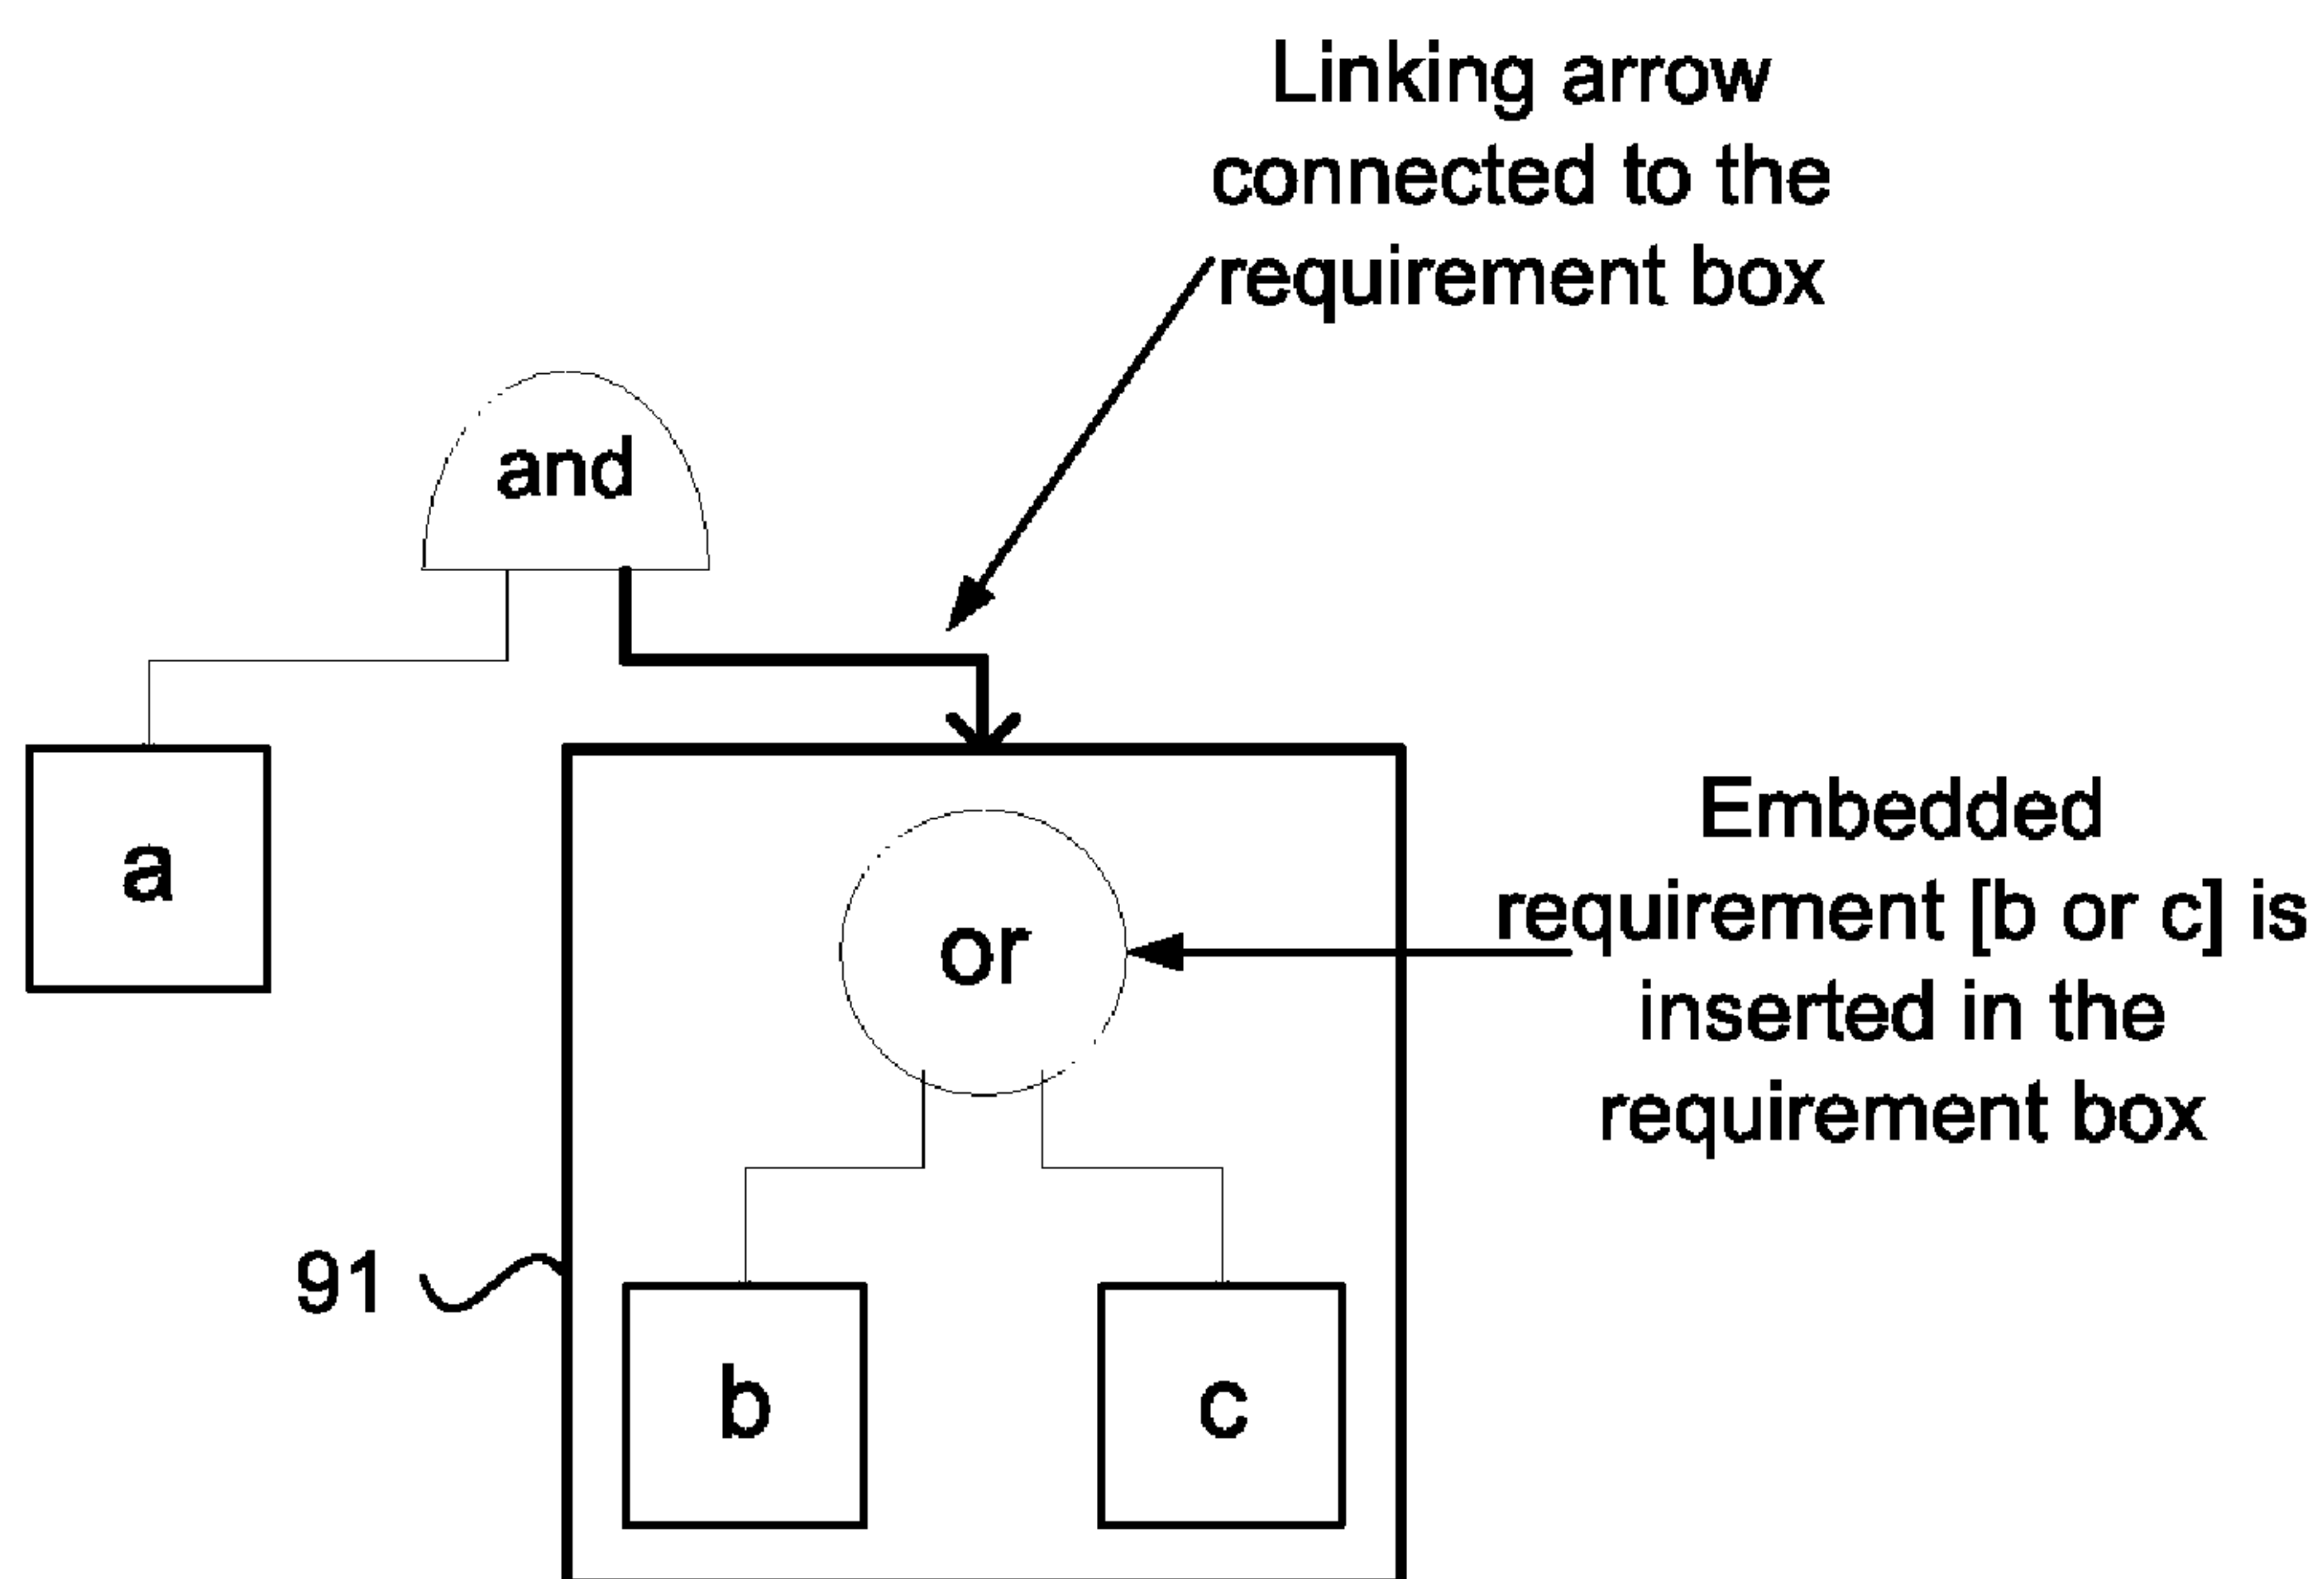 Linking arrow
connected to the
requirement box
and
a
or
Embedded
requirement [b or c] is
inserted in the
requirement box
91
b
c